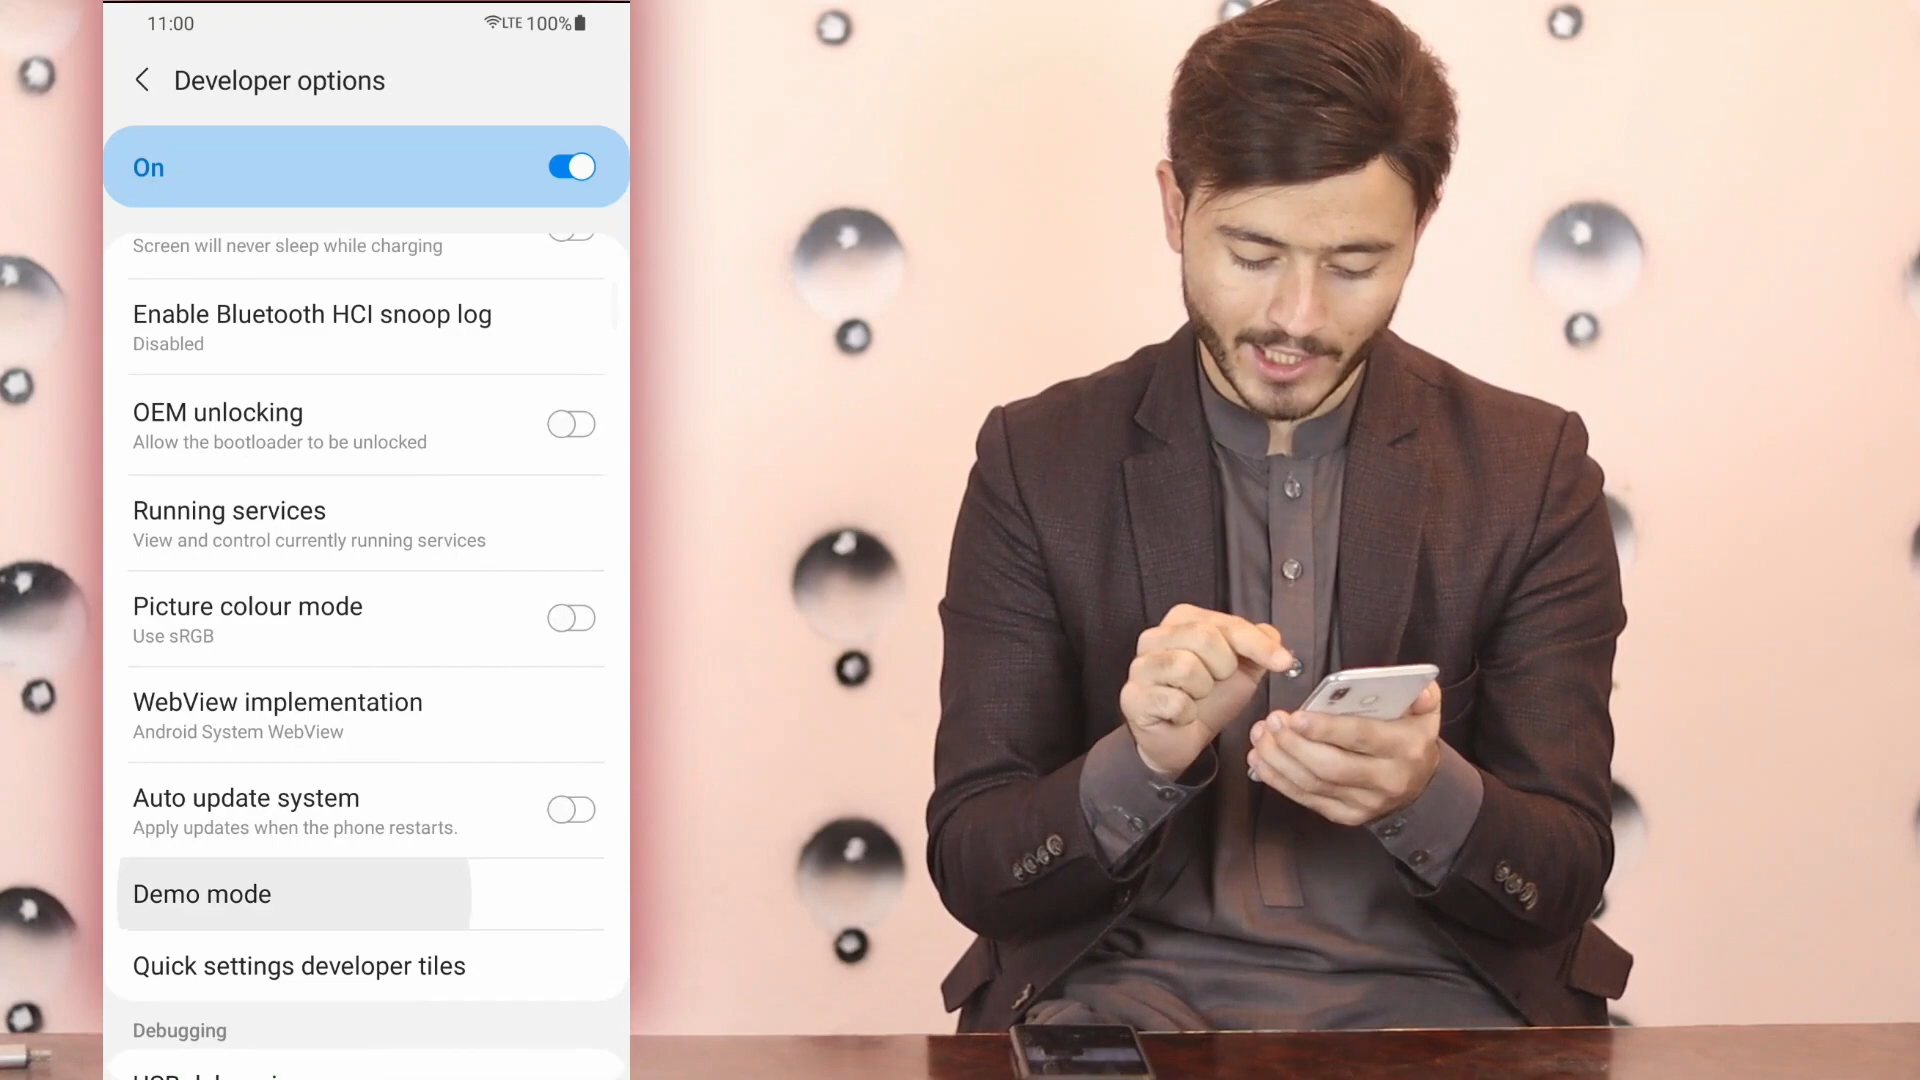 11:00
LTE 100%
Developer options
On
Screen will never sleep while charging
Enable Bluetooth HCI snoop log
Disabled
OEM unlocking
Allow the bootloader to be unlocked
Running services
View and control currently running services
Picture colour mode
Use sRGB
WebView implementation
Android System WebView
Auto update system
Apply updates when the phone restarts.
Demo mode
Quick settings developer tiles
Debugging